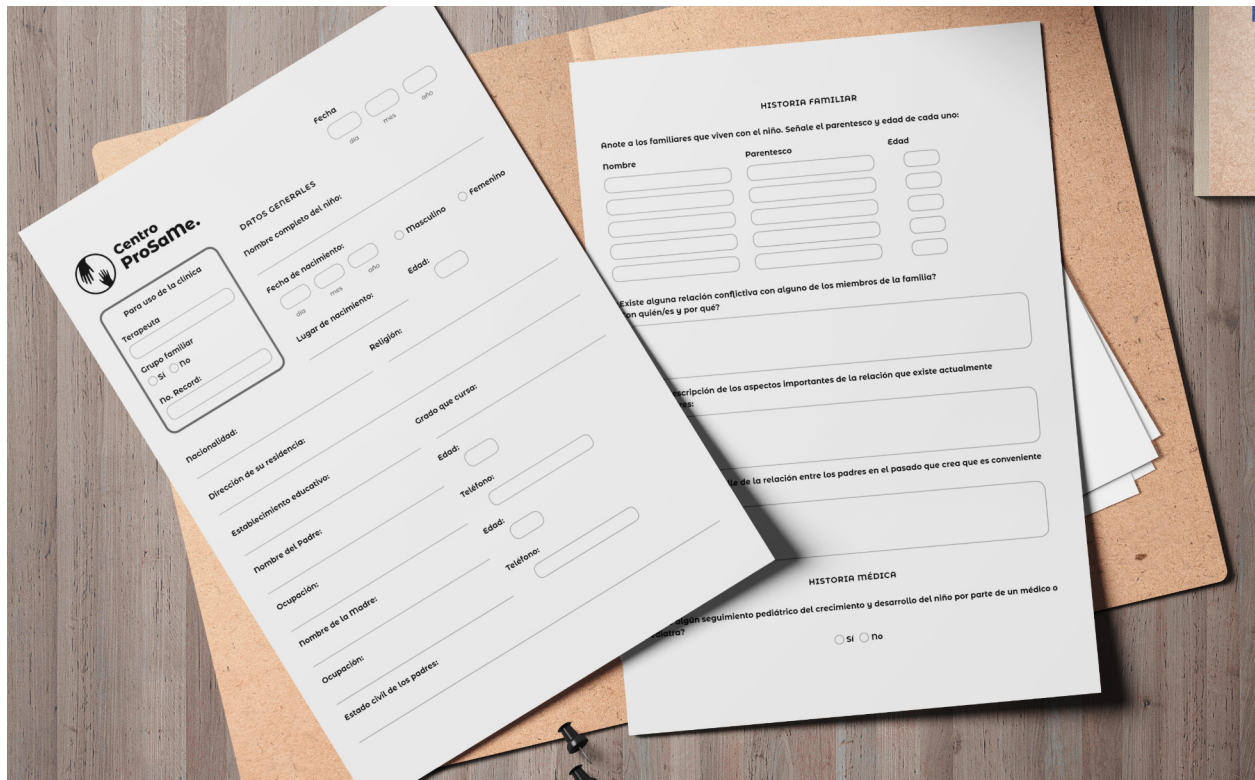 Fecha
día
mes
año
Centro
ProSaMe.
Para uso de la clínica
Terapeuta
Grupo familiar
Sí No
No. Record:
DATOS GENERALES
Nombre completo del niño:
Fecha de nacimiento:
día
mes
año
Masculino
Femenino
Lugar de nacimiento:
Edad:
Nacionalidad:
Religión:
Dirección de su residencia:
Establecimiento educativo:
Grado que cursa:
Nombre del Padre:
Edad:
Ocupación:
Teléfono:
Nombre de la Madre:
Edad:
Ocupación:
Teléfono:
Estado civil de los padres:
HISTORIA FAMILIAR
Anote a los familiares que viven con el niño. Señale el parentesco y edad de cada uno:
Nombre Parentesco Edad
Existe alguna relación conflictiva con alguno de los miembros de la familia?
quién/es y por qué?
de los aspectos importantes de la relación que existe actualmente
de la relación entre los padres en el pasado que crea que es conveniente
HISTORIA MÉDICA
algún seguimiento pediátrico del crecimiento y desarrollo del niño por parte de un médico o
Sí No